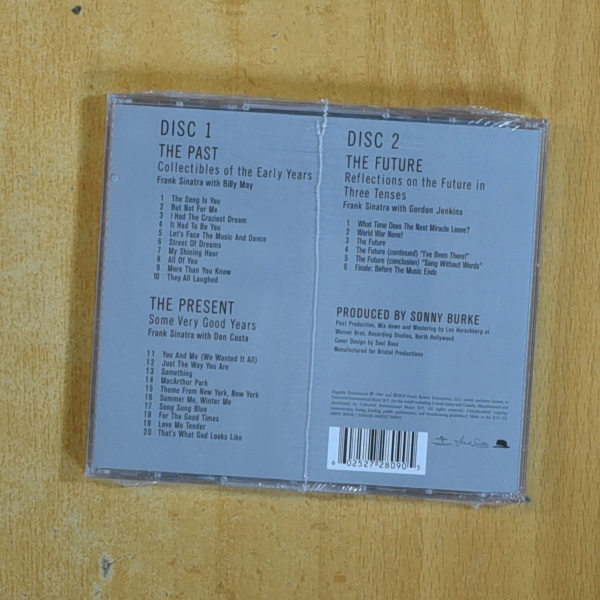 DISC 1
THE PAST
Collectibles of the Early Years
Frank Sinatra with Billy May
1 The Song Is You
2 But Not For Me
3 I Had The Craziest Dream
4 It Had To Be You
5 Let's Face The Music And Dance
6 Street Of Dreams
7 My Shining Hour
8 All Of You
9 More Than You Know
10 They All Laughed
THE PRESENT
Some Very Good Years
Frank Sinatra with Don Costa
11 You And Me (We Wanted It All)
12 Just The Way You Are
13 Something
14 MacArthur Park
15 Theme From New York, New York
16 Summer Me, Winter Me
17 Song Sung Blue
18 For The Good Times
19 Love Me Tender
20 That's What God Looks Like
DISC 2
THE FUTURE
Reflections on the Future in
Three Tenses
Frank Sinatra with Gordon Jenkins
1 What Time Does The Next Miracle Leave?
2 World War None!
3 The Future
4 The Future (continued) "I've Been There!"
5 The Future (conclusion) "Song Without Words"
6 Finale: Before The Music Ends
PRODUCED BY SONNY BURKE
Post Production, Mix down and Mastering by Lee Herschberg at
Warner Bros. Recording Studios, North Hollywood
Cover Design by Saul Bass
Manufactured for Bristol Productions
6 02527 28090 5